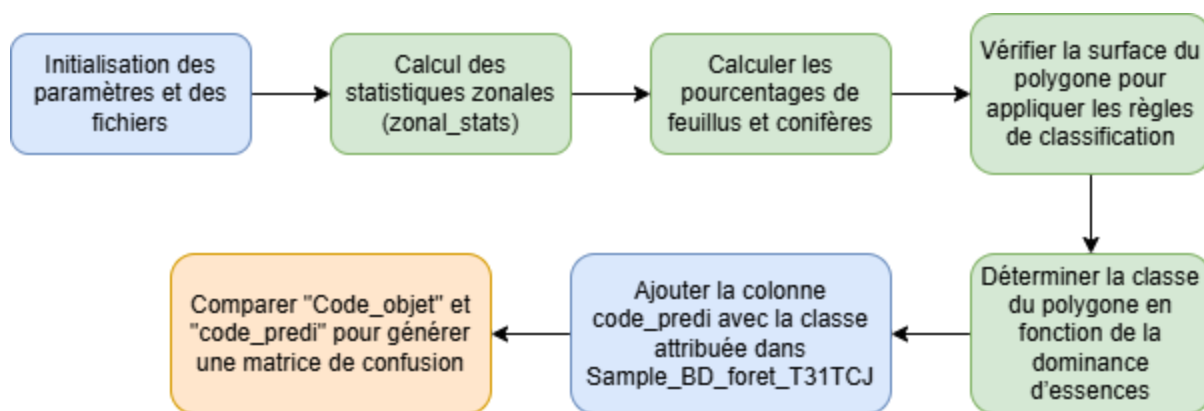 Initialisation des
paramètres et des
fichiers
Calcul des
statistiques zonales
(zonal_stats)
Calculer les
pourcentages de
feuillus et conifères
Vérifier la surface du
polygone pour
appliquer les règles
de classification
Déterminer la classe
du polygone en
fonction de la
dominance
d'essences
Ajouter la colonne
code_predi avec la classe
attribuée dans
Sample_BD_foret_T31TCJ
Comparer "Code_objet" et
"code_predi" pour générer
une matrice de confusion